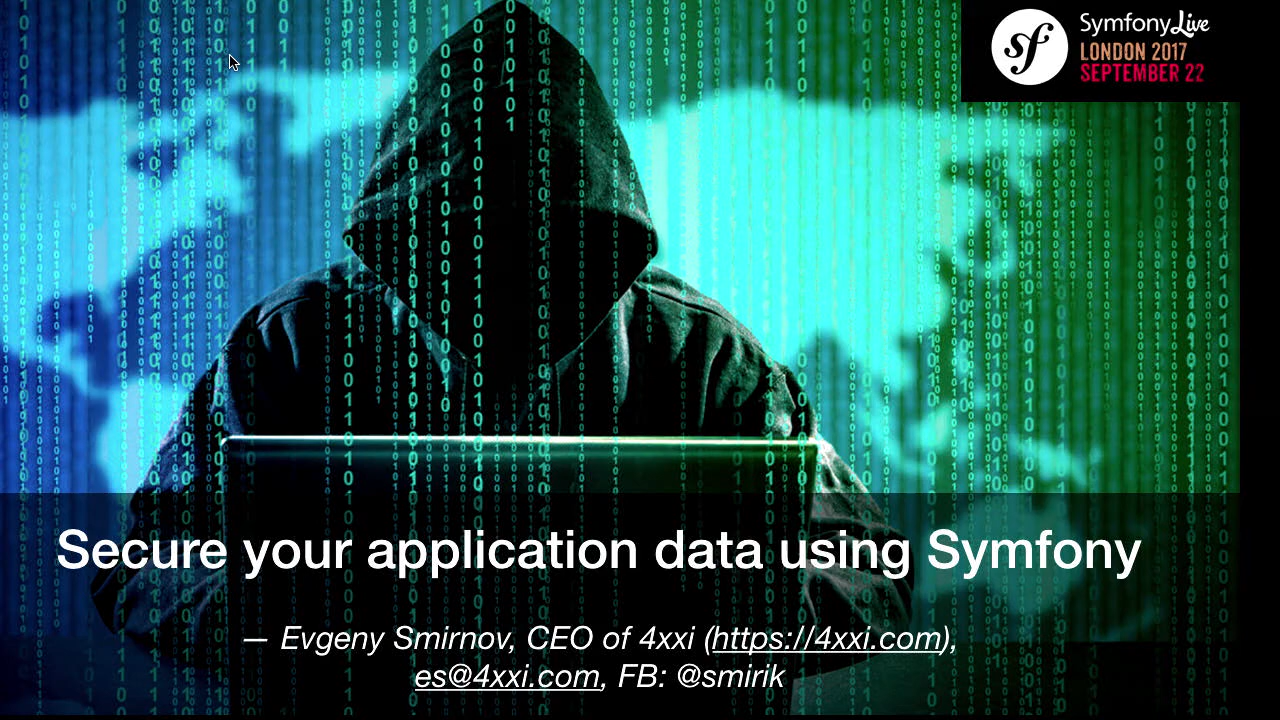 SymfonyLive
LONDON 2017
SEPTEMBER 22
Secure your application data using Symfony
— Evgeny Smirnov, CEO of 4xxi (https://4xxi.com),
es@4xxi.com, FB: @smirik